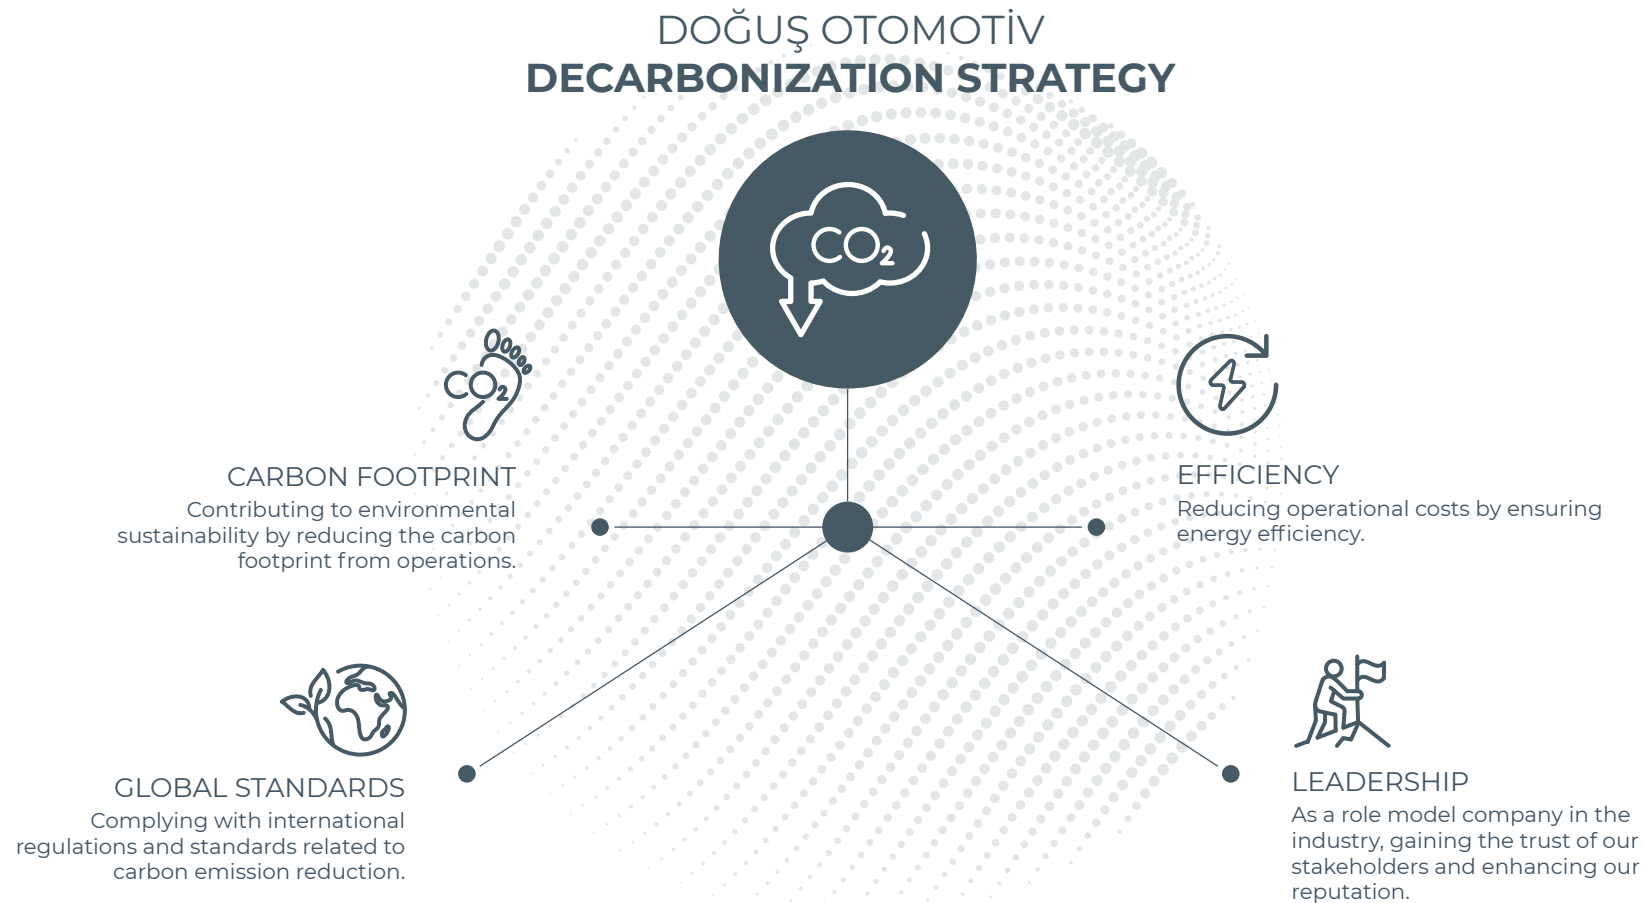 DOĞUŞ OTOMOTİV
DECARBONIZATION STRATEGY
CO₂
CO₂
CARBON FOOTPRINT
Contributing to environmental
sustainability by reducing the carbon
footprint from operations.
EFFICIENCY
Reducing operational costs by ensuring
energy efficiency.
GLOBAL STANDARDS
Complying with international
regulations and standards related to
carbon emission reduction.
LEADERSHIP
As a role model company in the
industry, gaining the trust of our
stakeholders and enhancing our
reputation.